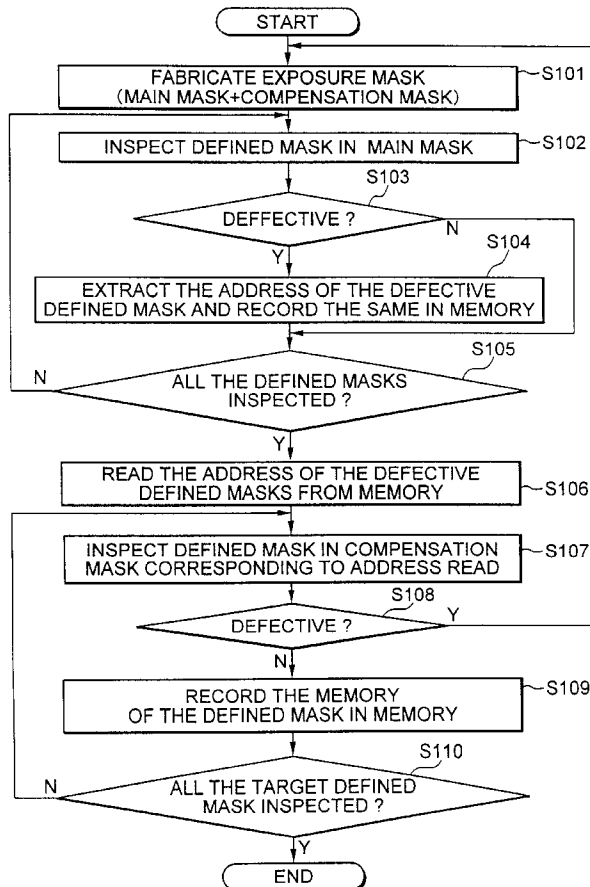 START
FABRICATE EXPOSURE MASK
(MAIN MASK+COMPENSATION MASK)
S101
INSPECT DEFINED MASK IN MAIN MASK
S102
S103
DEFFECTIVE ?
N
Y
S104
EXTRACT THE ADDRESS OF THE DEFECTIVE
DEFINED MASK AND RECORD THE SAME IN MEMORY
S105
N
ALL THE DEFINED MASKS
INSPECTED ?
Y
READ THE ADDRESS OF THE DEFECTIVE
DEFINED MASKS FROM MEMORY
S106
INSPECT DEFINED MASK IN COMPENSATION
MASK CORRESPONDING TO ADDRESS READ
S107
S108
DEFECTIVE ?
Y
N
RECORD THE MEMORY
OF THE DEFINED MASK IN MEMORY
S109
S110
N
ALL THE TARGET DEFINED
MASK INSPECTED ?
Y
END